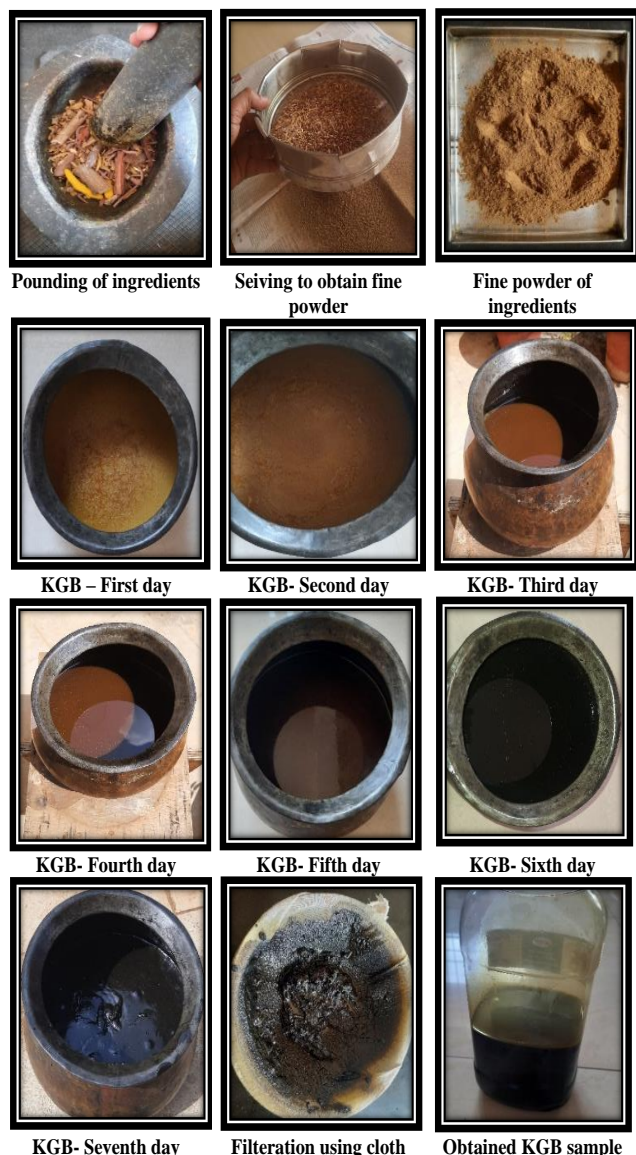 Pounding of ingredients
Seiving to obtain fine
powder
Fine powder of
ingredients
KGB – First day
KGB- Second day
KGB- Third day
KGB- Fourth day
KGB- Fifth day
KGB- Sixth day
KGB- Seventh day
Filteration using cloth
Obtained KGB sample